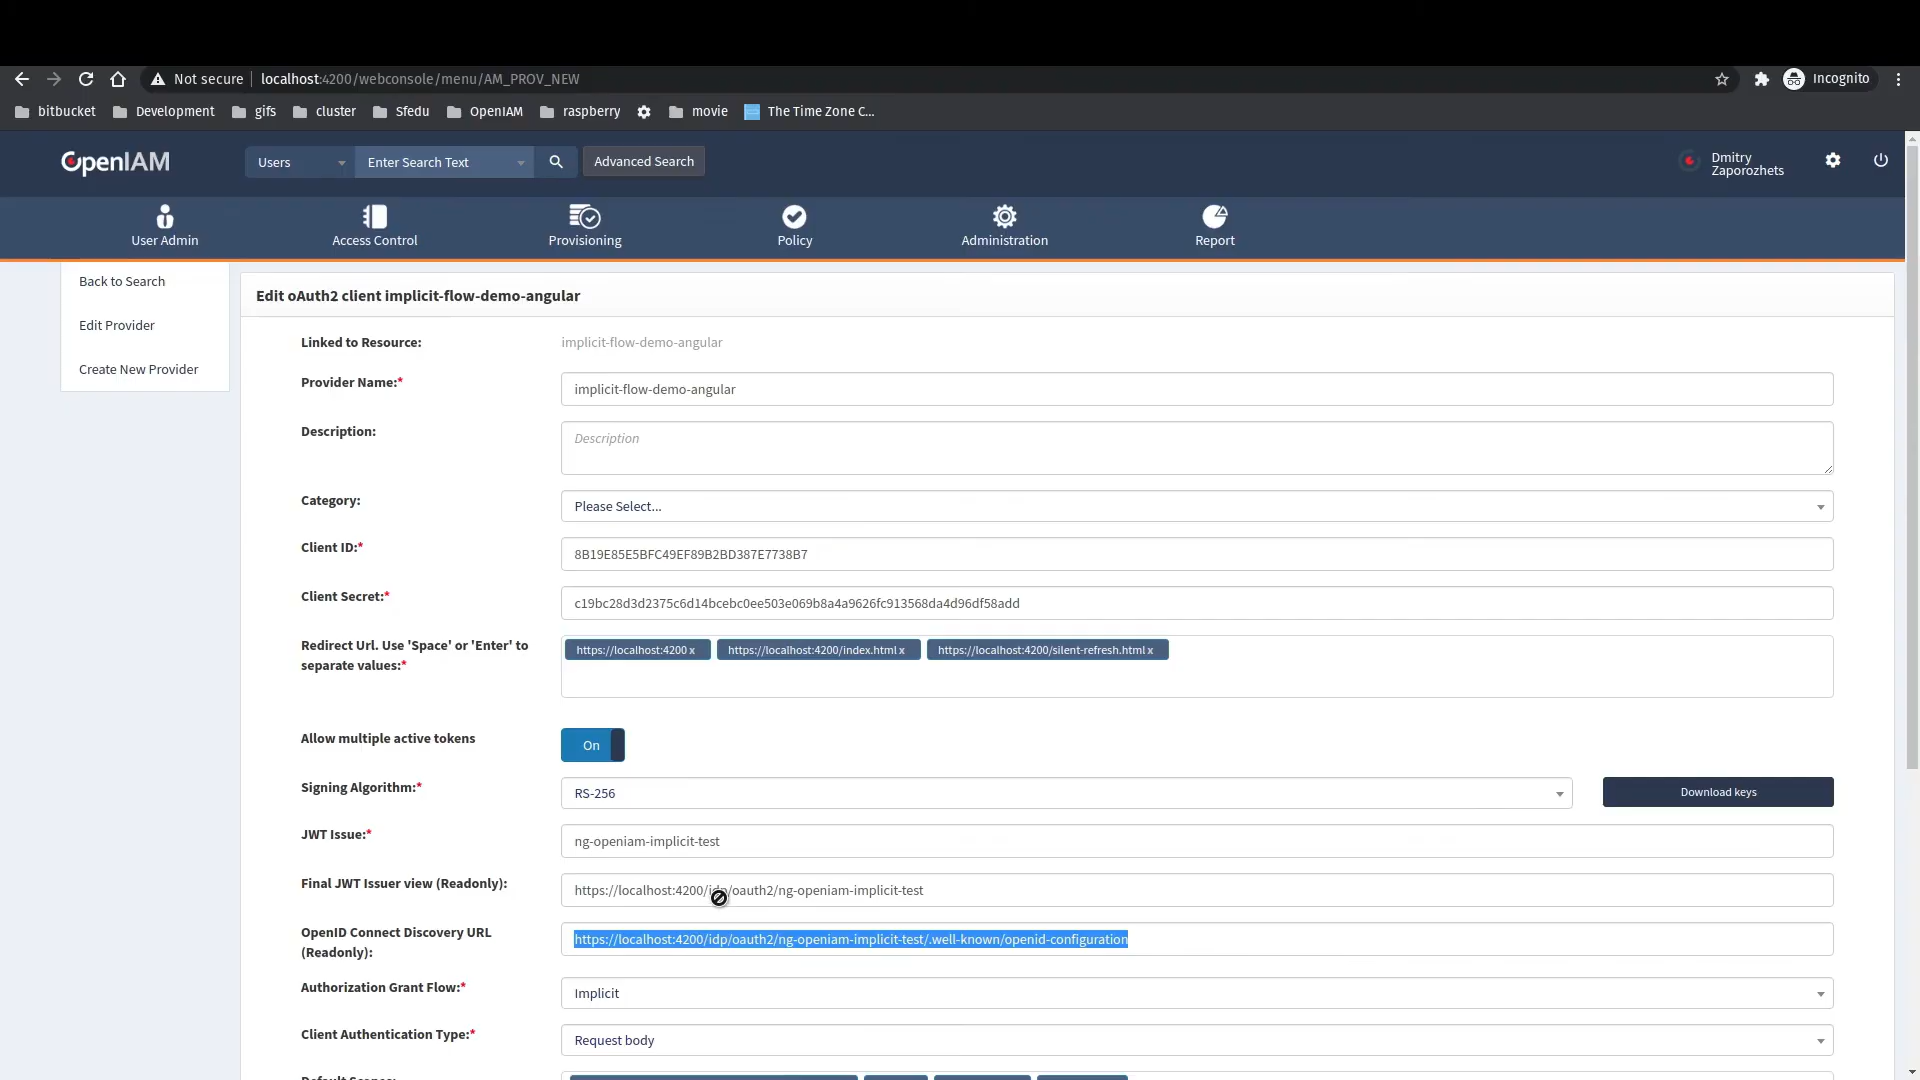 Not secure localhost:4200/webconsole/menu/AM_PROV_NEW Incognito
bitbucket Development gifs cluster Sfedu OpenIAM raspberry movie The Time Zone C...
OpenIAM Users Enter Search Text Advanced Search Dmitry
Zaporozhets
User Admin Access Control Provisioning Policy Administration Report
Back to Search
Edit Provider
Create New Provider
Edit oAuth2 client implicit-flow-demo-angular
Linked to Resource: implicit-flow-demo-angular
Provider Name:* implicit-flow-demo-angular
Description: Description
Category: Please Select...
Client ID:* 8B19E85E5BFC49EF89B2BD387E7738B7
Client Secret:* c19bc28d3d2375c6d14bcebc0ee503e069b8a4a9626fc913568da4d96df58add
Redirect Url. Use 'Space' or 'Enter' to https://localhost:4200 x https://localhost:4200/index.html x https://localhost:4200/silent-refresh.html x
separate values:*
Allow multiple active tokens On
Signing Algorithm:* RS-256 Download keys
JWT Issue:* ng-openiam-implicit-test
Final JWT Issuer view (Readonly): https://localhost:4200/idp/oauth2/ng-openiam-implicit-test
OpenID Connect Discovery URL https://localhost:4200/idp/oauth2/ng-openiam-implicit-test/.well-known/openid-configuration
(Readonly):
Authorization Grant Flow:* Implicit
Client Authentication Type:* Request body
Default Scopes: